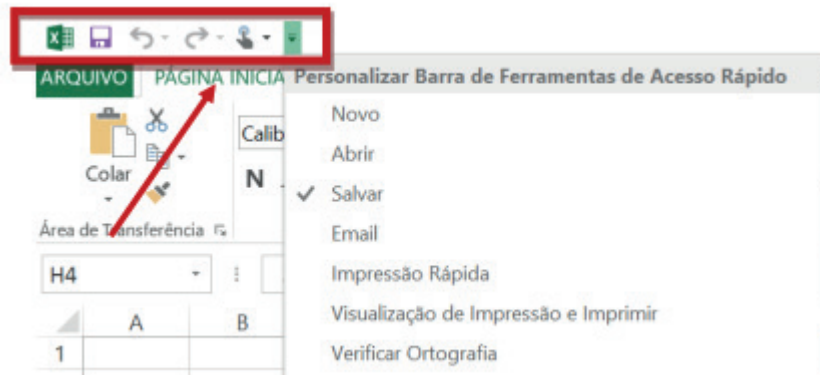 ARQUIVO PÁGINA INICIA
Personalizar Barra de Ferramentas de Acesso Rápido
Novo
Abrir
Salvar
Email
Impressão Rápida
Visualização de Impressão e Imprimir
Verificar Ortografia
Colar
Calib
N
Área de Transferência
H4
A B
1